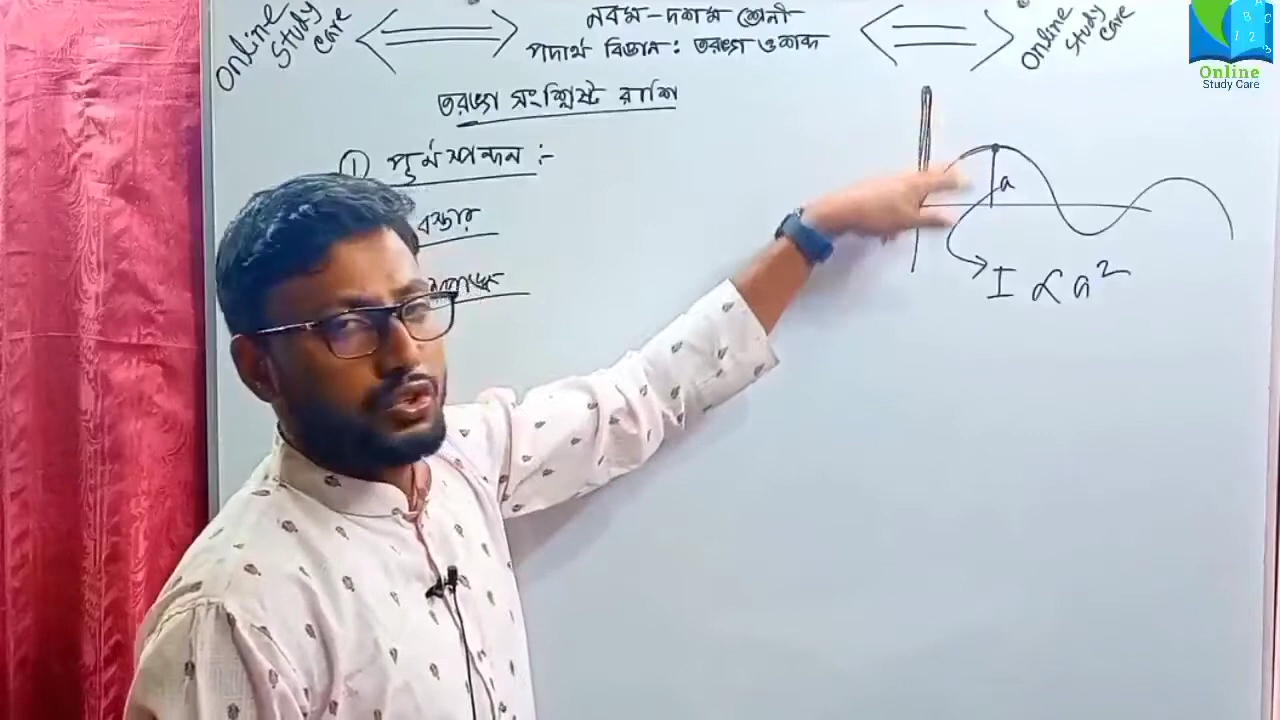 Online Study Care
নবম-দশম শ্রেনী
পদার্থ বিজ্ঞান: তরঙ্গ ও শব্দ
Online Study Care
Online
Study Care
তরঙ্গ সংশ্লিষ্ট রাশি
① পূর্ন স্পন্দন :-
a
I ∝ a²